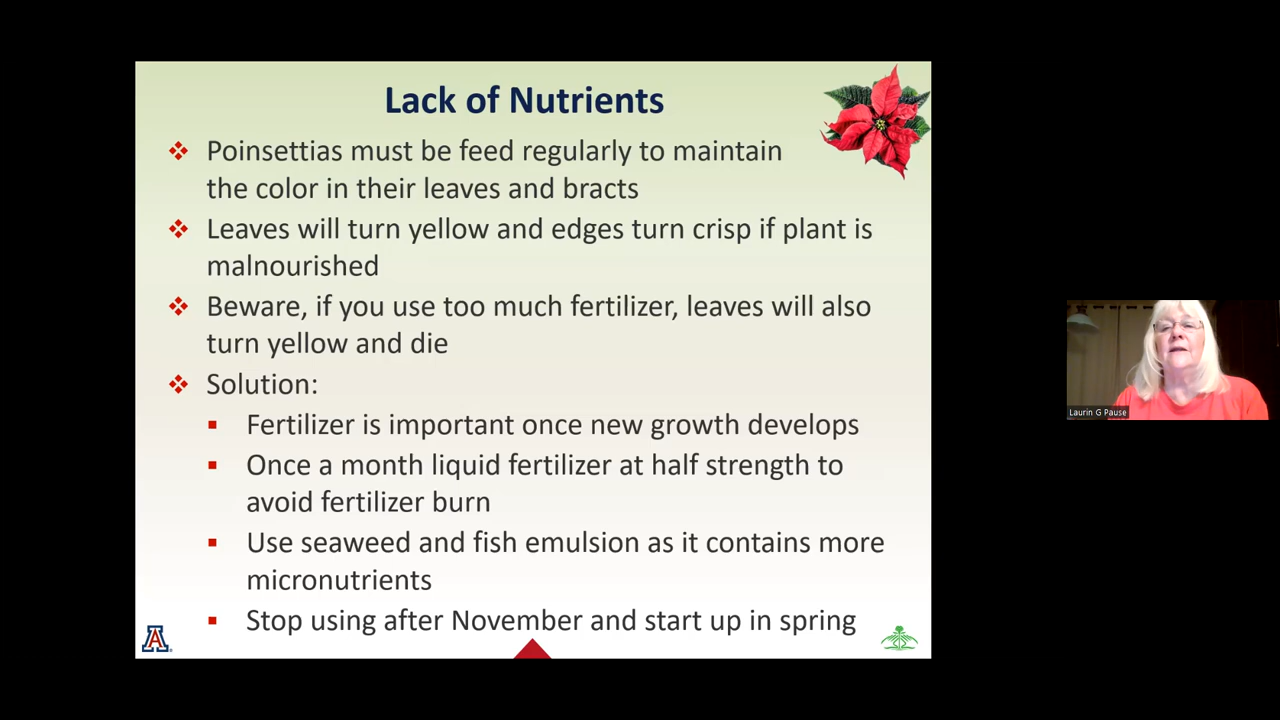 Lack of Nutrients
Poinsettias must be feed regularly to maintain
the color in their leaves and bracts
Leaves will turn yellow and edges turn crisp if plant is
malnourished
Beware, if you use too much fertilizer, leaves will also
turn yellow and die
Solution:
Fertilizer is important once new growth develops
Once a month liquid fertilizer at half strength to
avoid fertilizer burn
Use seaweed and fish emulsion as it contains more
micronutrients
Stop using after November and start up in spring
A
Laurin G Pause